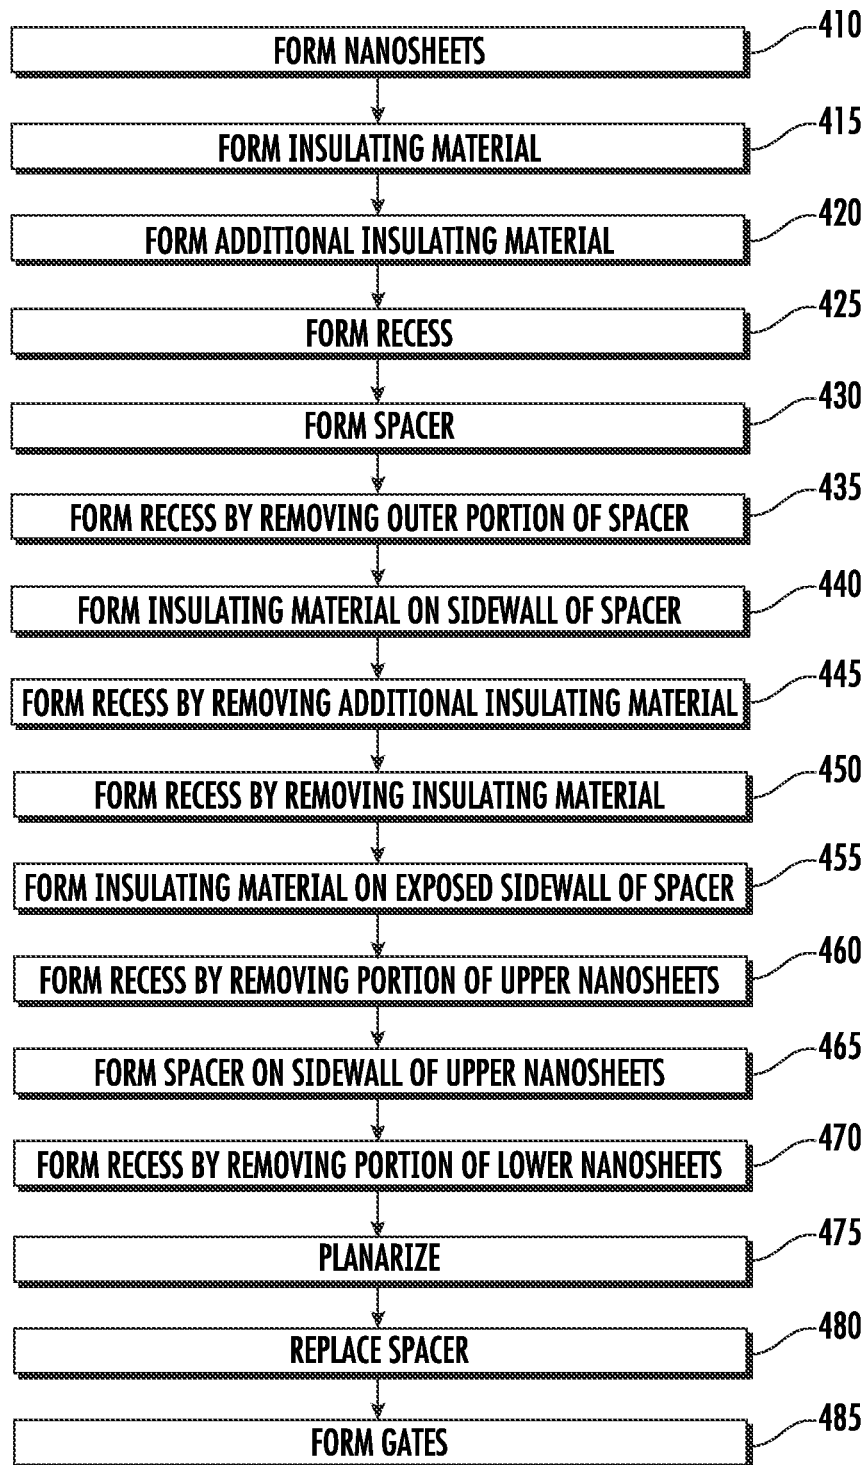 410
FORM NANOSHEETS
415
FORM INSULATING MATERIAL
420
FORM ADDITIONAL INSULATING MATERIAL
425
FORM RECESS
430
FORM SPACER
435
FORM RECESS BY REMOVING OUTER PORTION OF SPACER
440
FORM INSULATING MATERIAL ON SIDEWALL OF SPACER
445
FORM RECESS BY REMOVING ADDITIONAL INSULATING MATERIAL
450
FORM RECESS BY REMOVING INSULATING MATERIAL
455
FORM INSULATING MATERIAL ON EXPOSED SIDEWALL OF SPACER
460
FORM RECESS BY REMOVING PORTION OF UPPER NANOSHEETS
465
FORM SPACER ON SIDEWALL OF UPPER NANOSHEETS
470
FORM RECESS BY REMOVING PORTION OF LOWER NANOSHEETS
475
PLANARIZE
480
REPLACE SPACER
485
FORM GATES